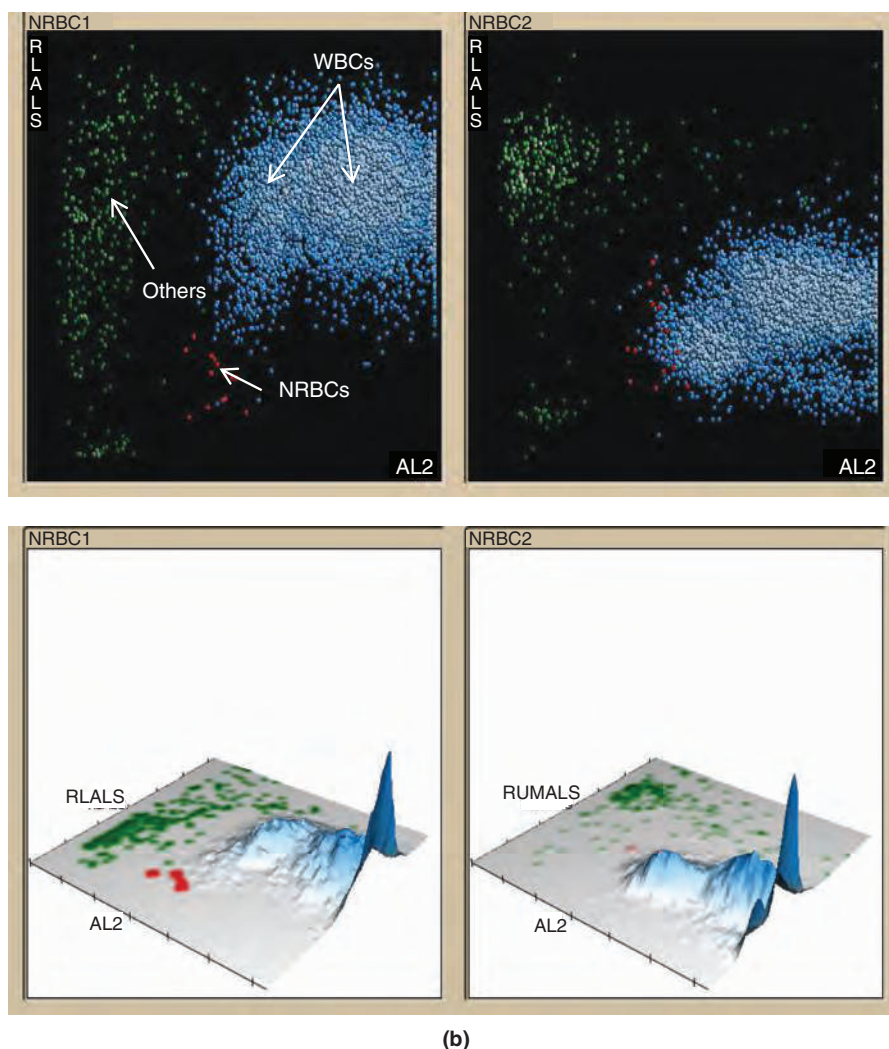 NRBC1
NRBC2
RLALS
RLALS
WBCs
Others
NRBCs
AL2
AL2
NRBC1
NRBC2
RLALS
RUMALS
AL2
AL2
(b)